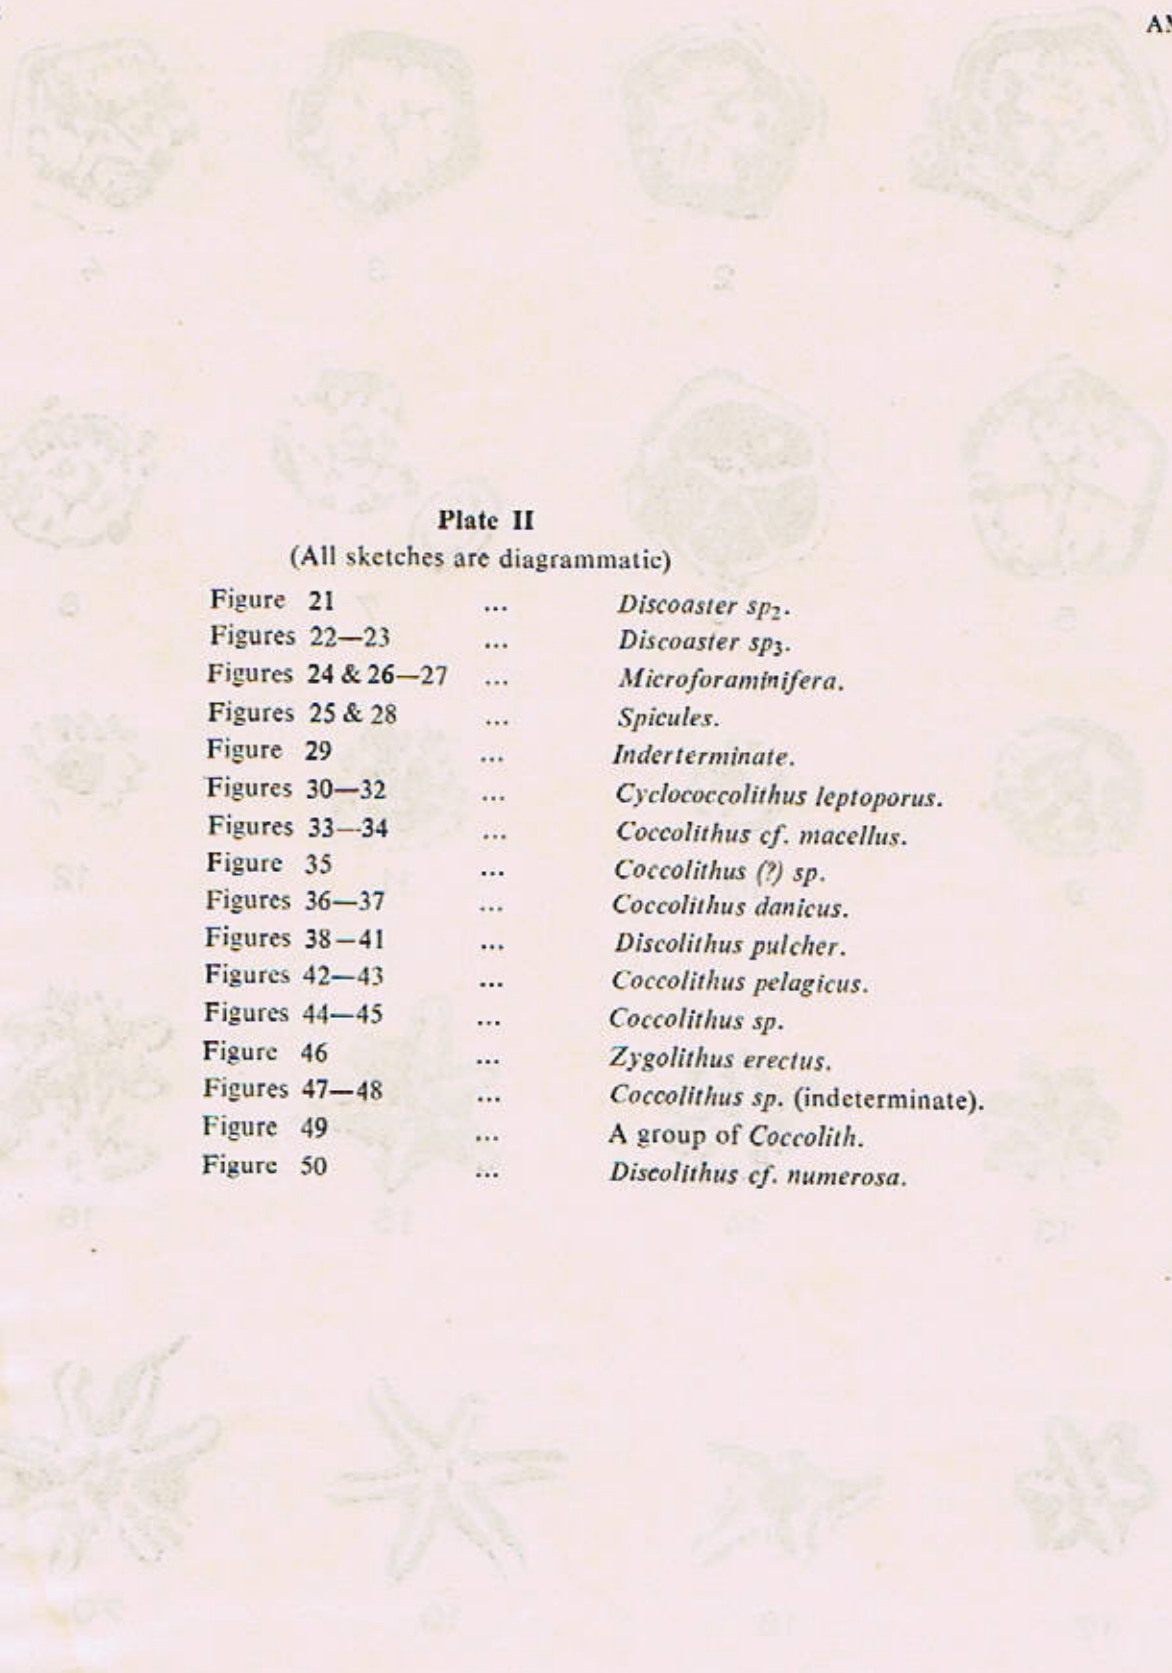 AM
Plate II
(All sketches are diagrammatic)
Figure 21 ... Discoaster sp₂.
Figures 22—23 ... Discoaster sp₃.
Figures 24 & 26—27 ... Microforaminifera.
Figures 25 & 28 ... Spicules.
Figure 29 ... Inderterminate.
Figures 30—32 ... Cyclococcolithus leptoporus.
Figures 33—34 ... Coccolithus cf. macellus.
Figure 35 ... Coccolithus (?) sp.
Figures 36—37 ... Coccolithus danicus.
Figures 38—41 ... Discolithus pulcher.
Figures 42—43 ... Coccolithus pelagicus.
Figures 44—45 ... Coccolithus sp.
Figure 46 ... Zygolithus erectus.
Figures 47—48 ... Coccolithus sp. (indeterminate).
Figure 49 ... A group of Coccolith.
Figure 50 ... Discolithus cf. numerosa.